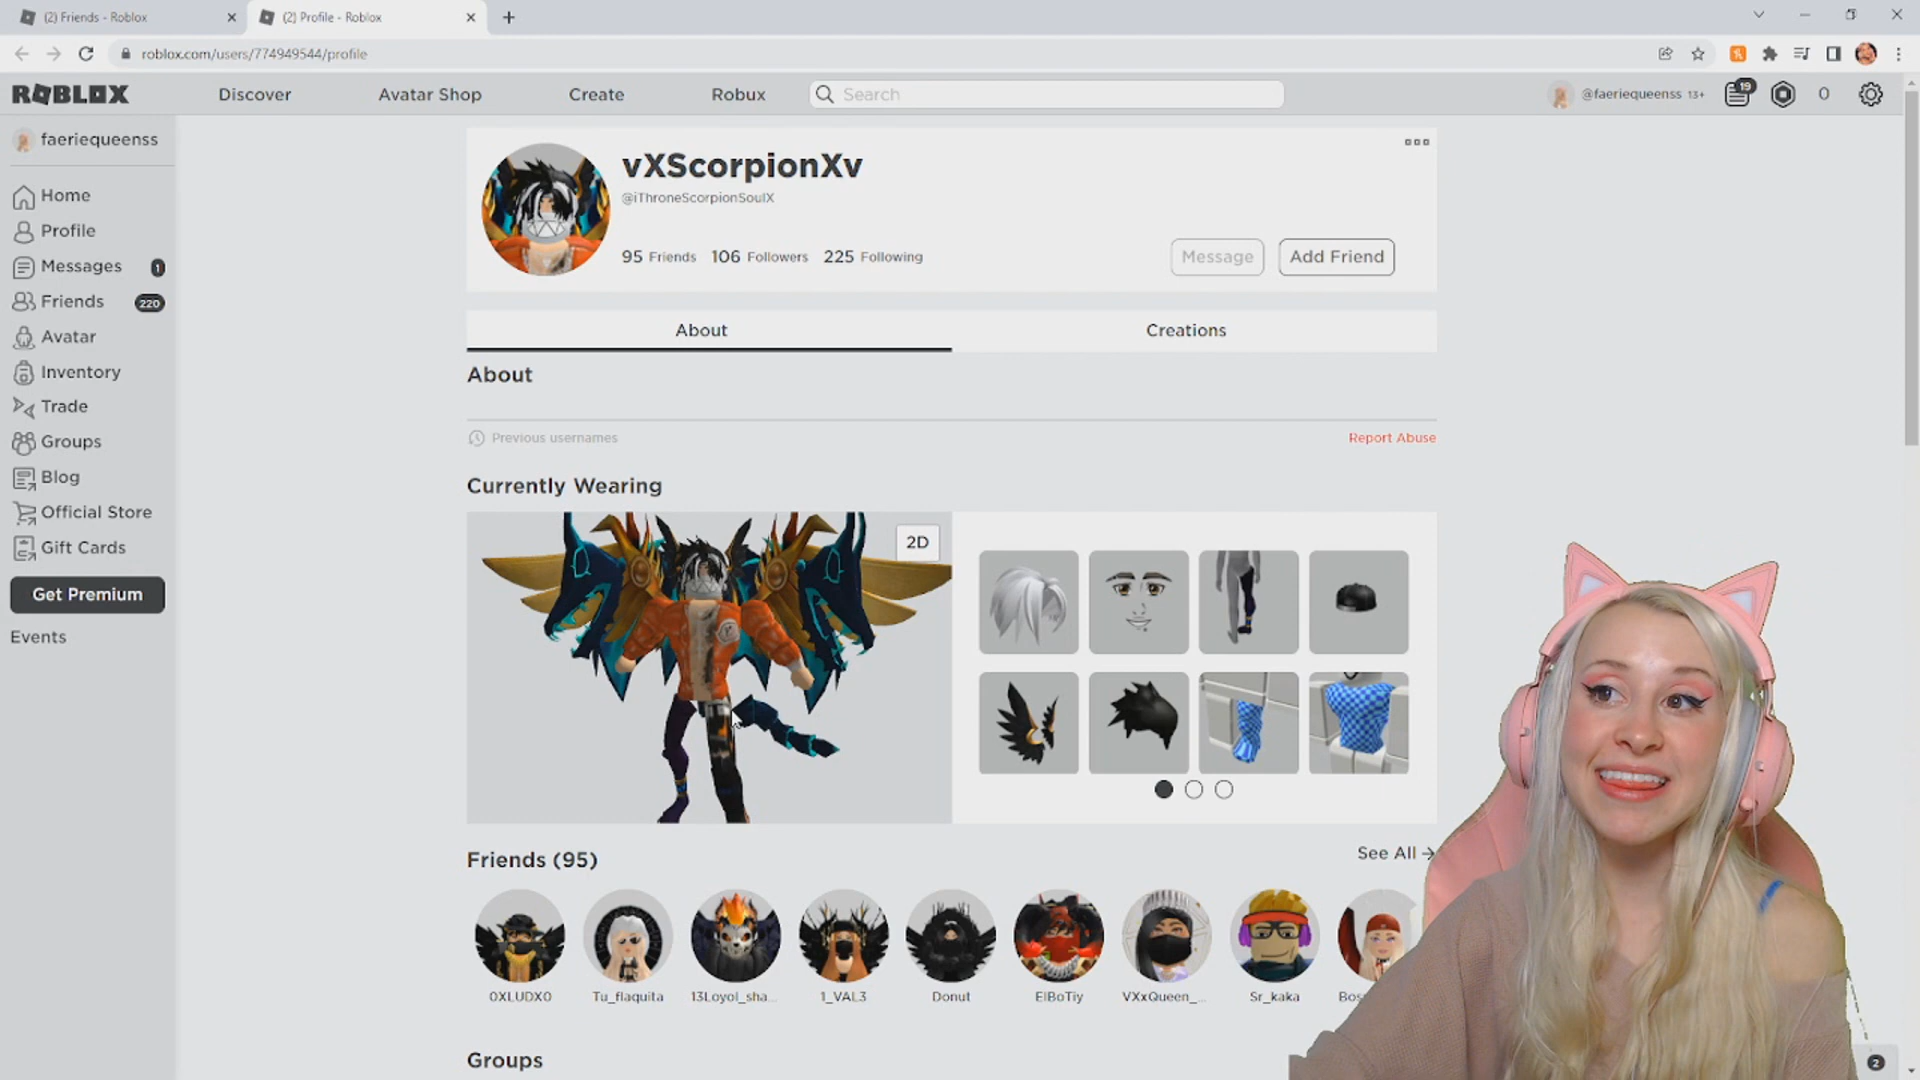 (2) Friends - Roblox
(2) Profile - Roblox
roblox.com/users/774949544/profile
ROBLOX
Discover
Avatar Shop
Create
Robux
Search
@faeriequeenss 13+
19
0
faeriequeenss
Home
Profile
Messages 1
Friends 220
Avatar
Inventory
Trade
Groups
Blog
Official Store
Gift Cards
Get Premium
Events
vXScorpionXv
@iThroneScorpionSoulX
95 Friends 106 Followers 225 Following
Message
Add Friend
About
Creations
About
Previous usernames
Report Abuse
Currently Wearing
2D
Friends (95)
See All
0XLUDX0
Tu_flaquita
13Loyol_sha...
1_VAL3
Donut
ElBoTiy
VXxQueen_...
Sr_kaka
Groups
2